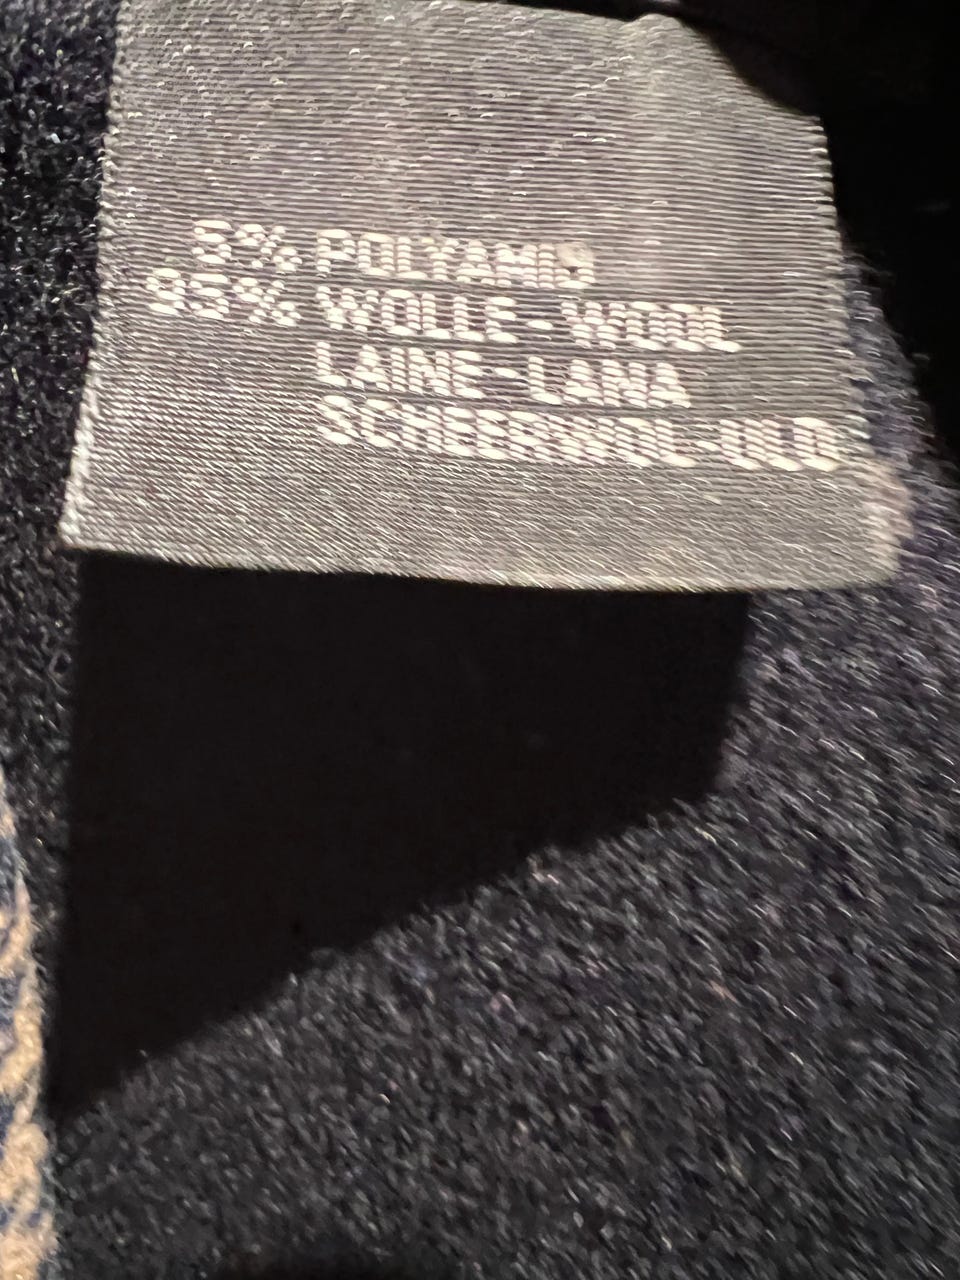 5% POLYAMID
95% WOLLE-WOOL
LAINE-LANA
SCHEERWOL-ULD